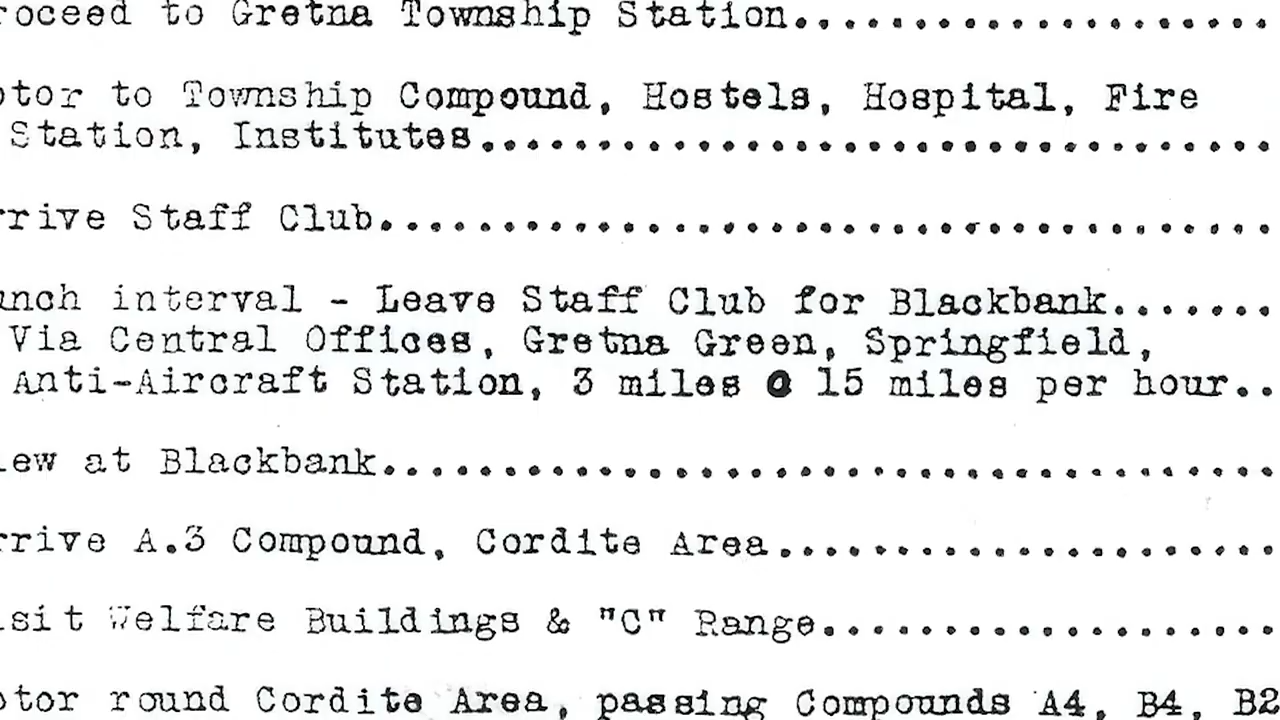 roceed to Gretna Township Station....................
otor to Township Compound, Hostels, Hospital, Fire
Station, Institutes.................................
rrive Staff Club.....................................
unch interval - Leave Staff Club for Blackbank.......
Via Central Offices, Gretna Green, Springfield,
Anti-Aircraft Station, 3 miles @ 15 miles per hour..
iew at Blackbank.....................................
rrive A.3 Compound, Cordite Area.....................
isit Welfare Buildings & "C" Range...................
otor round Cordite Area, passing Compounds A4, B4, B2